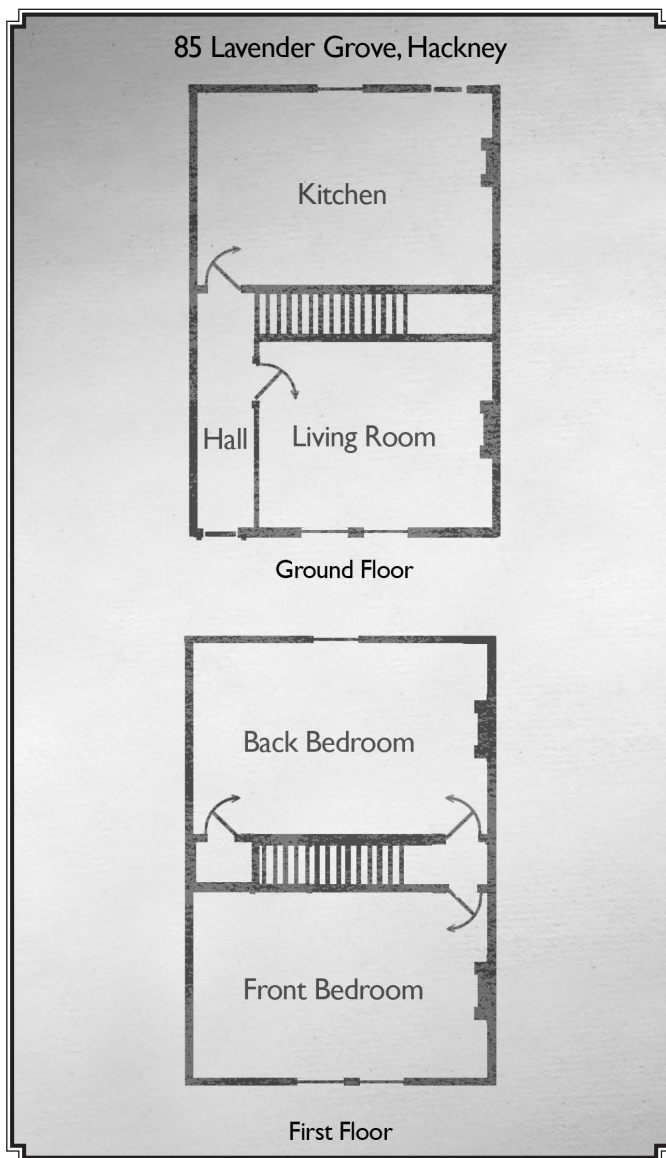 85 Lavender Grove, Hackney
Kitchen
Hall
Living Room
Ground Floor
Back Bedroom
Front Bedroom
First Floor